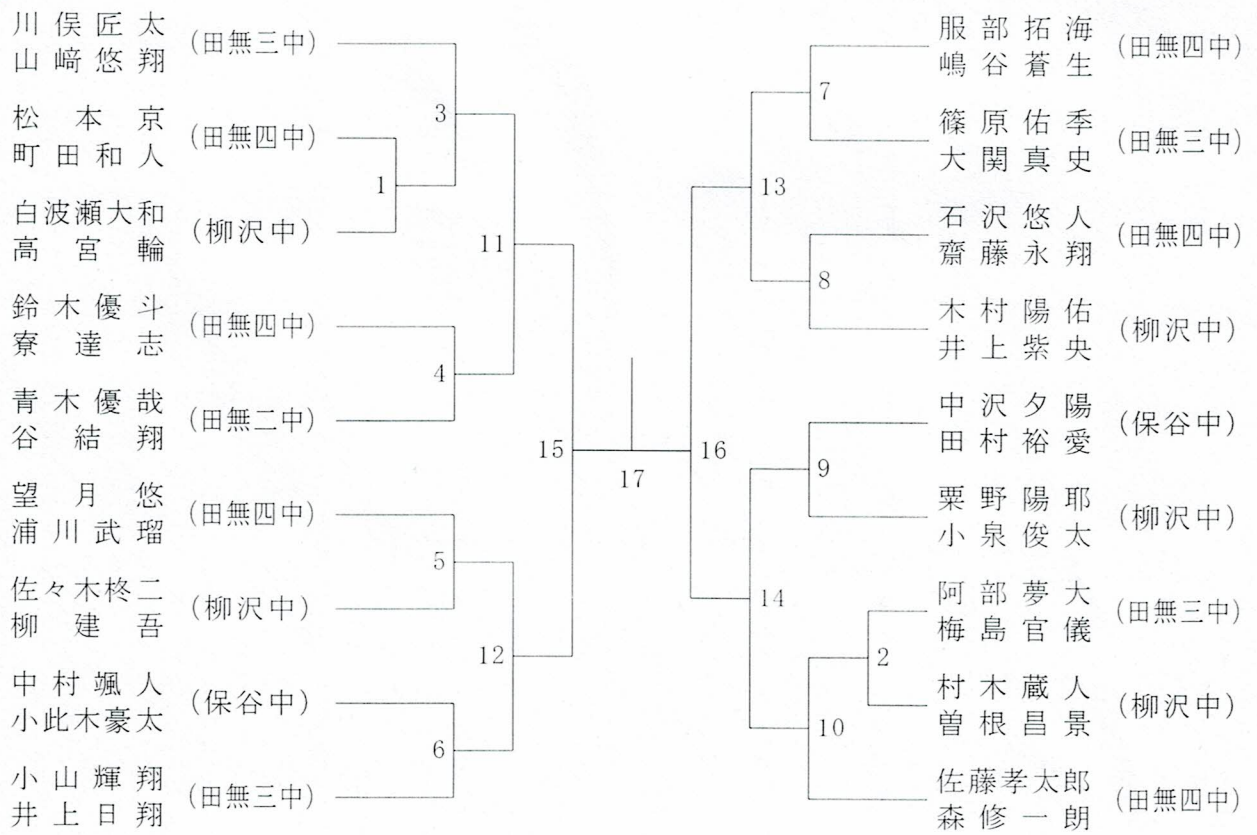 川俣匠太
山﨑悠翔
(田無三中)
松本京
町田和人
(田無四中)
白波瀬大和
高宮輪
(柳沢中)
鈴木優斗
寮達志
(田無四中)
青木優哉
谷結翔
(田無二中)
望月悠
浦川武瑠
(田無四中)
佐々木柊二
柳建吾
(柳沢中)
中村颯人
小此木豪太
(保谷中)
小山輝翔
井上日翔
(田無三中)
3
1
11
4
15
5
12
6
17
16
7
13
8
9
14
2
10
服部拓海
嶋谷蒼生
(田無四中)
篠原佑季
大関真史
(田無三中)
石沢悠人
齋藤永翔
(田無四中)
木村陽佑
井上紫央
(柳沢中)
中沢夕陽
田村裕愛
(保谷中)
粟野陽耶
小泉俊太
(柳沢中)
阿部夢大
梅島官儀
(田無三中)
村木蔵人
曽根昌景
(柳沢中)
佐藤孝太郎
森修一朗
(田無四中)